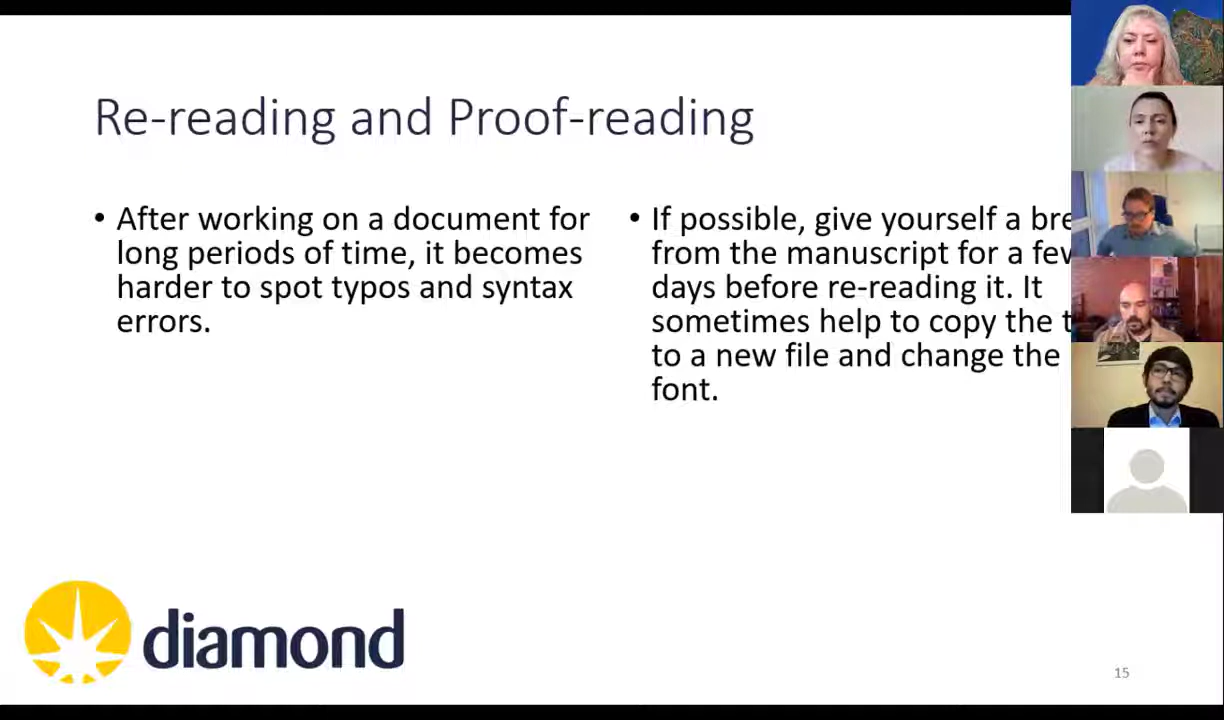 Re-reading and Proof-reading
• After working on a document for
long periods of time, it becomes
harder to spot typos and syntax
errors.
• If possible, give yourself a
from the manuscript for a
days before re-reading it. It
sometimes help to copy the
to a new file and change the
font.
diamond
15